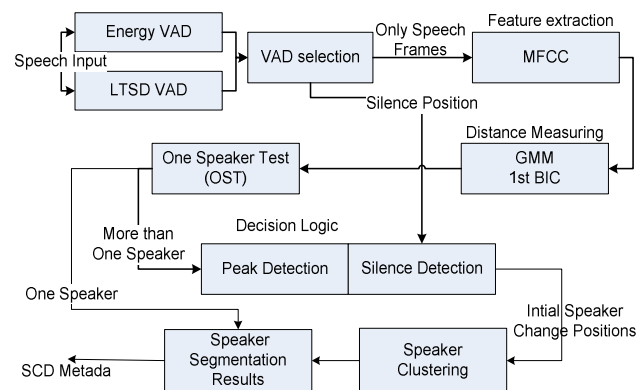 Energy VAD
Speech Input
LTSD VAD
VAD selection
Only Speech
Frames
Feature extraction
MFCC
Silence Position
Distance Measuring
GMM
1st BIC
One Speaker Test
(OST)
More than
One Speaker
Decision Logic
Peak Detection
Silence Detection
One Speaker
Intial Speaker
Change Positions
Speaker
Clustering
Speaker
Segmentation
Results
SCD Metada